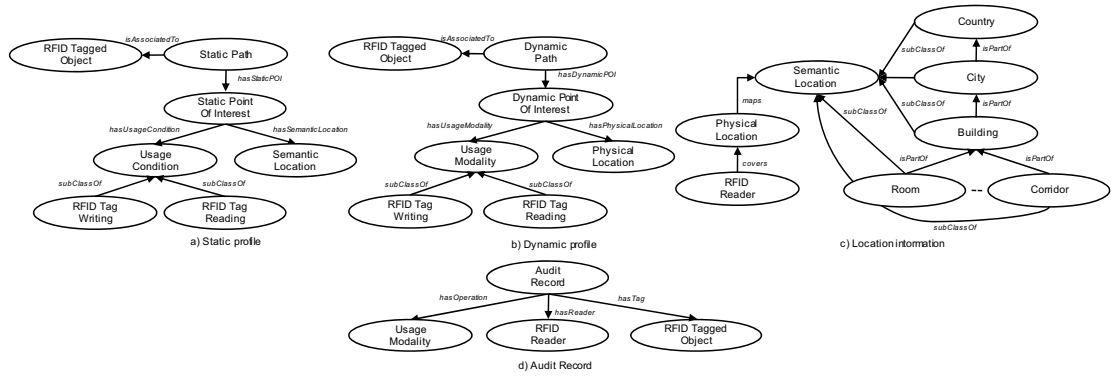 isAssociatedTo
RFID Tagged
Object
Static Path
hasStaticPOI
Static Point
Of Interest
hasUsageCondition
hasSemanticLocation
Usage
Condition
Semantic
Location
subClassOf
subClassOf
RFID Tag
Writing
RFID Tag
Reading
a) Static profile
isAssociatedTo
RFID Tagged
Object
Dynamic
Path
hasDynamicPOI
Dynamic Point
Of Interest
hasUsageModality
hasPhysicalLocation
Usage
Modality
Physical
Location
subClassOf
subClassOf
RFID Tag
Writing
RFID Tag
Reading
b) Dynamic profile
Country
subClassOf
isPartOf
Semantic
Location
City
maps
subClassOf
isPartOf
Physical
Location
Building
subClassOf
covers
isPartOf
isPartOf
RFID
Reader
Room
--
Corridor
subClassOf
c) Location information
Audit
Record
hasOperation
hasReader
hasTag
Usage
Modality
RFID
Reader
RFID Tagged
Object
d) Audit Record